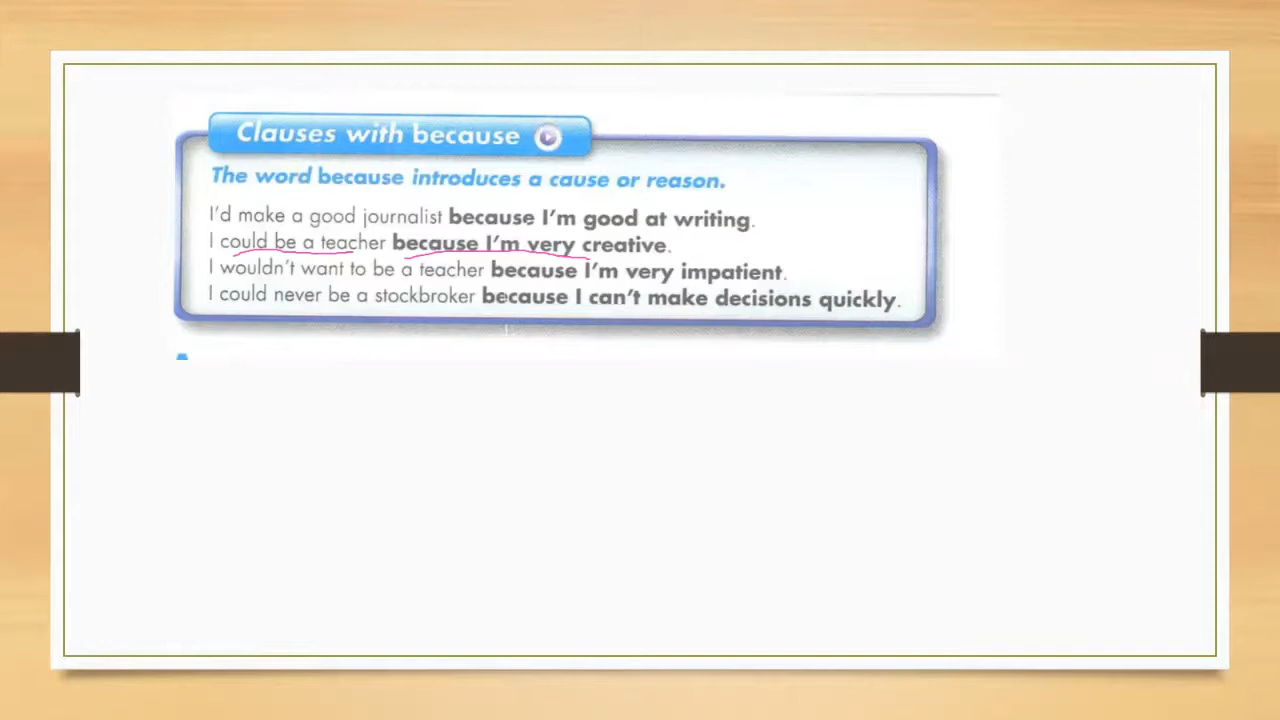 Clauses with because
The word because introduces a cause or reason.
I'd make a good journalist because I'm good at writing.
I could be a teacher because I'm very creative.
I wouldn't want to be a teacher because I'm very impatient.
I could never be a stockbroker because I can't make decisions quickly.